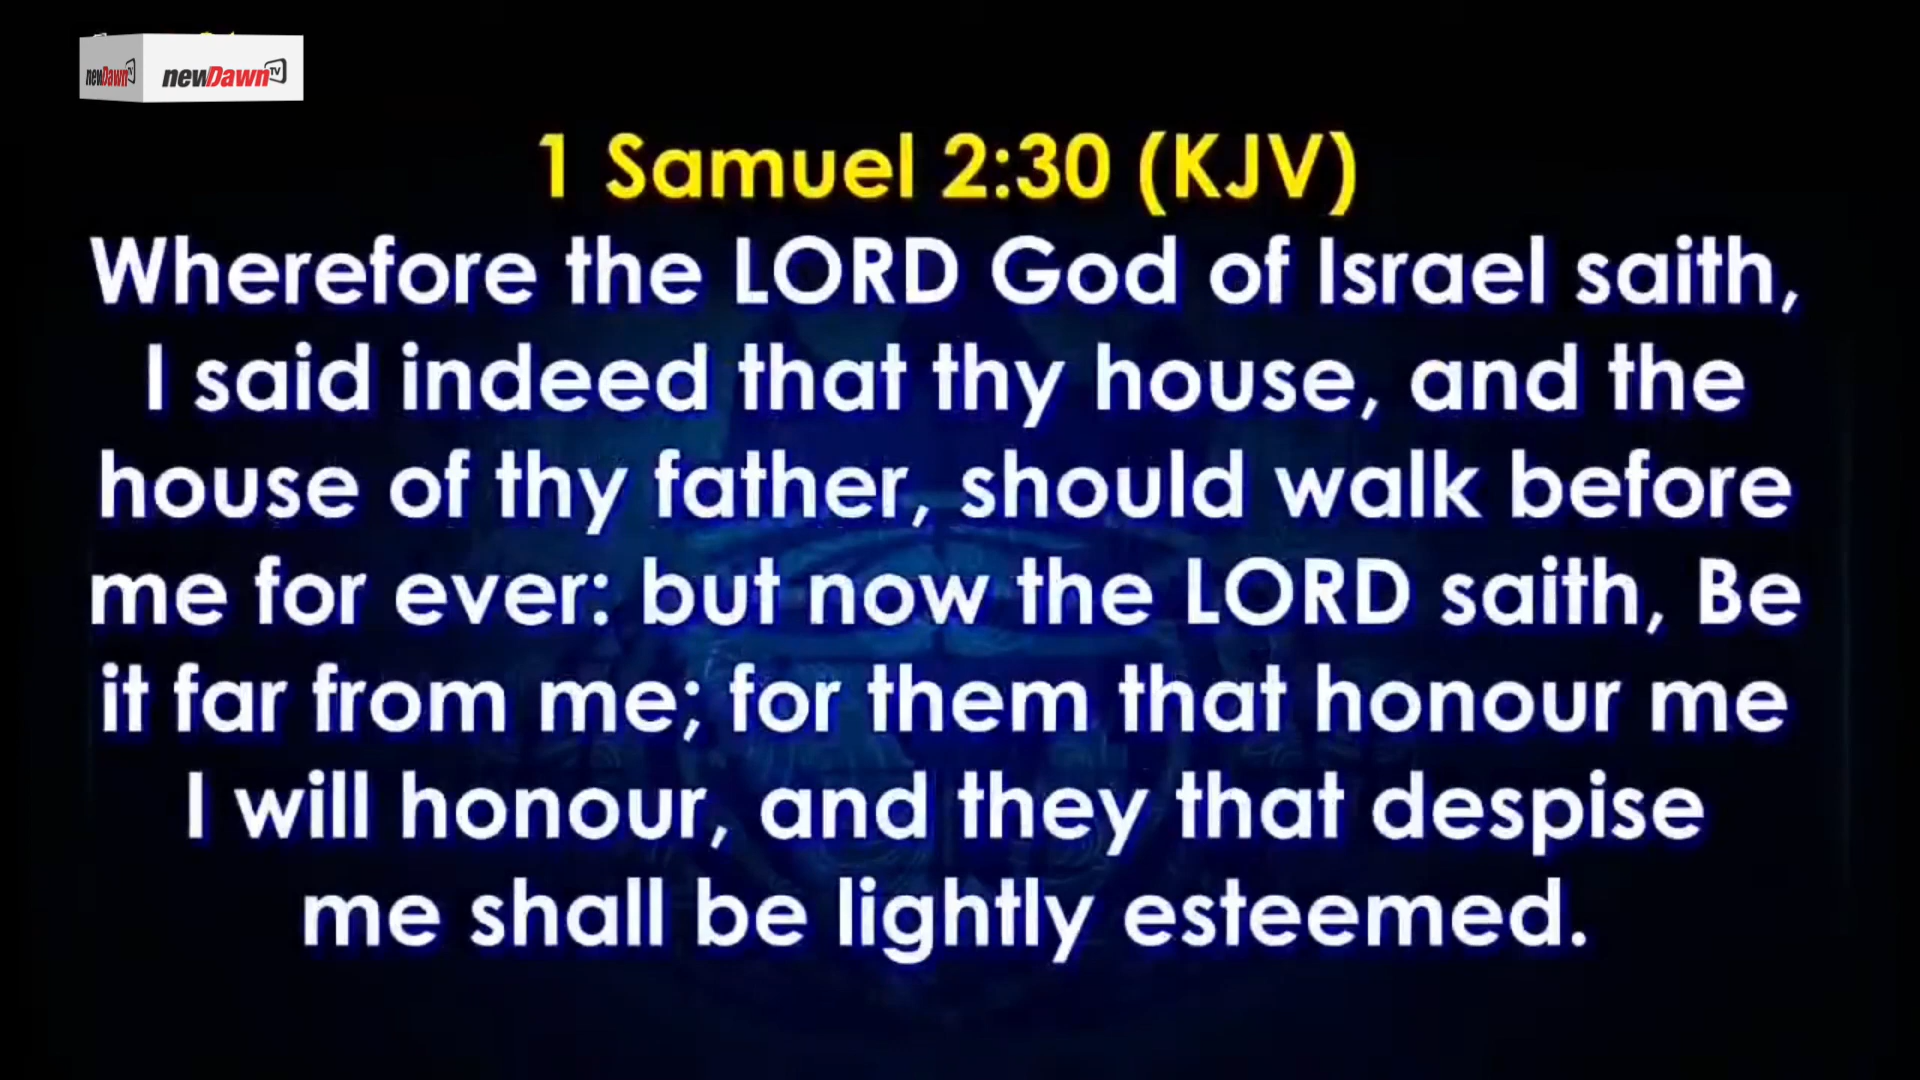 newDawn TV
newDawn TV
1 Samuel 2:30 (KJV)
Wherefore the LORD God of Israel saith,
I said indeed that thy house, and the
house of thy father, should walk before
me for ever: but now the LORD saith, Be
it far from me; for them that honour me
I will honour, and they that despise
me shall be lightly esteemed.